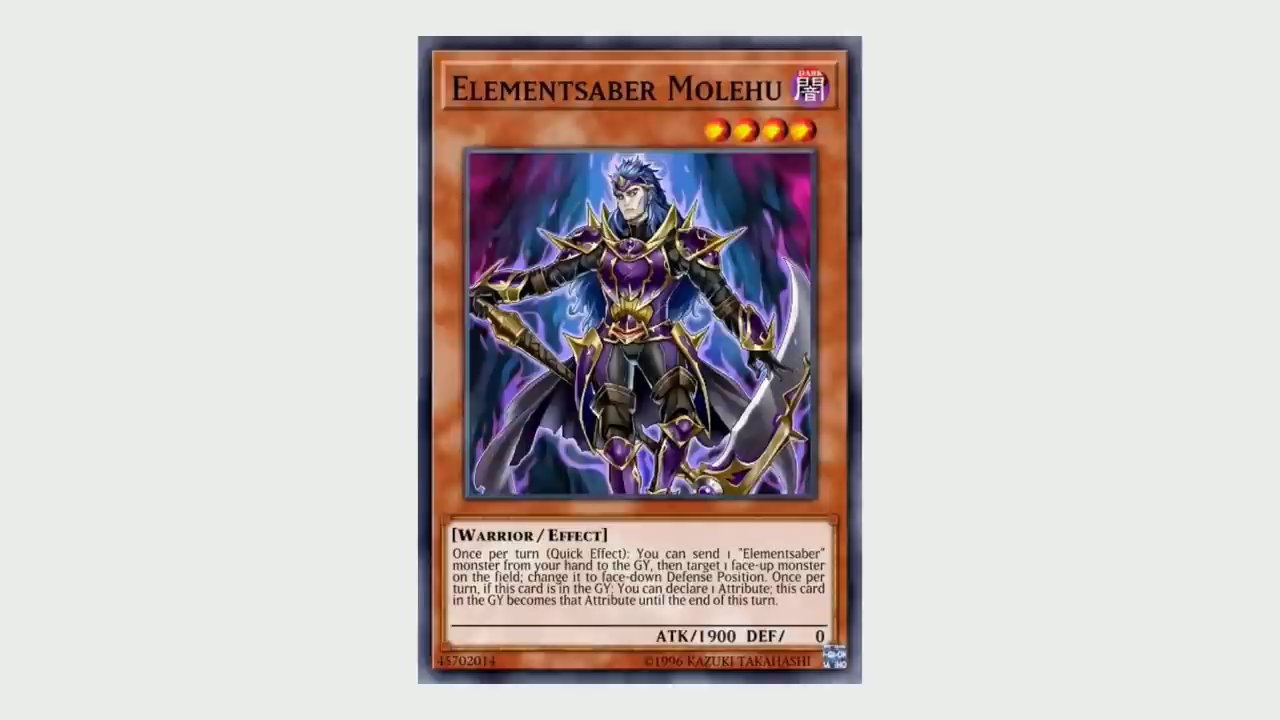 ELEMENTSABER MOLEHU
DARK
闇
[WARRIOR / EFFECT]
Once per turn (Quick Effect): You can send 1 "Elementsaber"
monster from your hand to the GY, then target 1 face-up monster
on the field; change it to face-down Defense Position. Once per
turn, if this card is in the GY: You can declare 1 Attribute; this card
in the GY becomes that Attribute until the end of this turn.
ATK/1900 DEF/ 0
45702014
©1996 KAZUKI TAKAHASHI